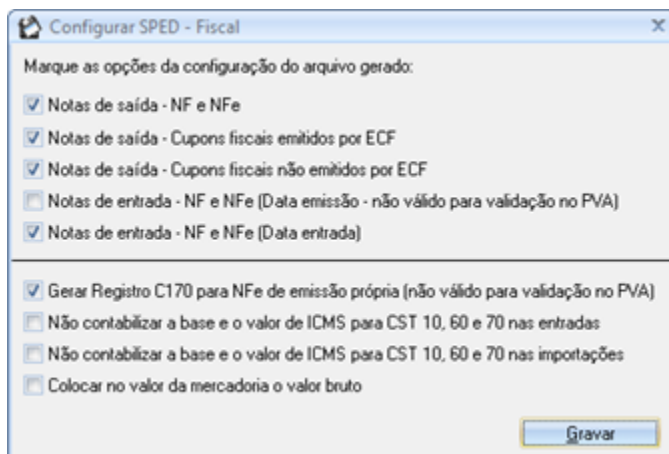 Configurar SPED - Fiscal
Marque as opções da configuração do arquivo gerado:
Notas de saída - NF e NFe
Notas de saída - Cupons fiscais emitidos por ECF
Notas de saída - Cupons fiscais não emitidos por ECF
Notas de entrada - NF e NFe (Data emissão - não válido para validação no PVA)
Notas de entrada - NF e NFe (Data entrada)
Gerar Registro C170 para NFe de emissão própria (não válido para validação no PVA)
Não contabilizar a base e o valor de ICMS para CST 10, 60 e 70 nas entradas
Não contabilizar a base e o valor de ICMS para CST 10, 60 e 70 nas importações
Colocar no valor da mercadoria o valor bruto
Gravar